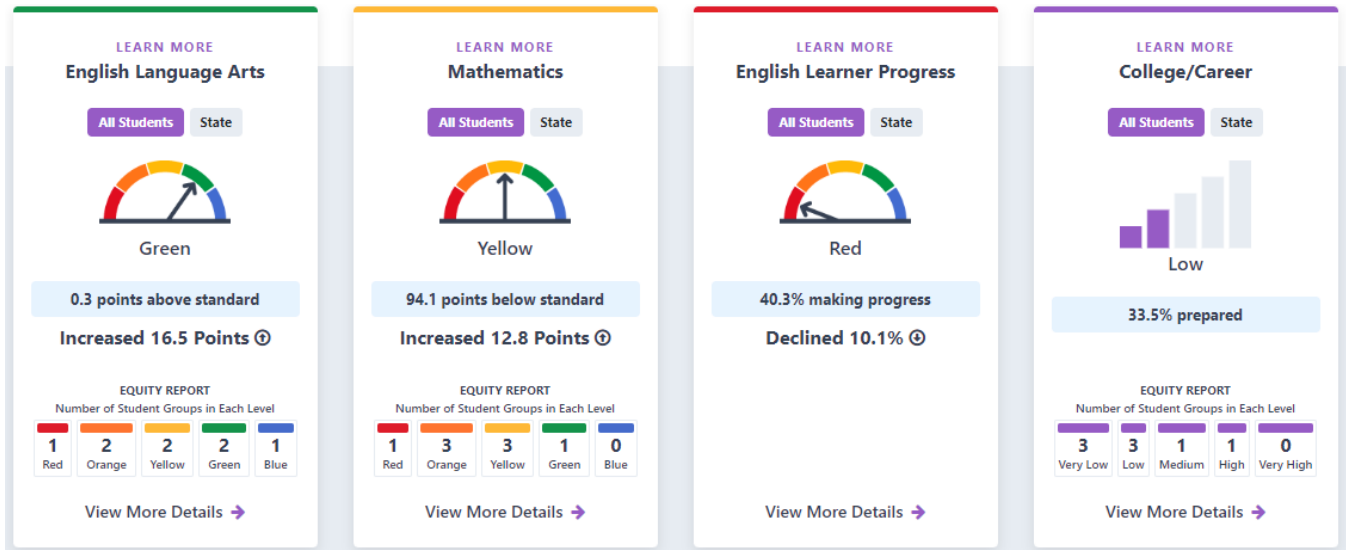 LEARN MORE
English Language Arts
All Students
State
Green
0.3 points above standard
Increased 16.5 Points
EQUITY REPORT
Number of Student Groups in Each Level
1 2 2 2 1
Red Orange Yellow Green Blue
View More Details
LEARN MORE
Mathematics
All Students
State
Yellow
94.1 points below standard
Increased 12.8 Points
EQUITY REPORT
Number of Student Groups in Each Level
1 3 3 1 0
Red Orange Yellow Green Blue
View More Details
LEARN MORE
English Learner Progress
All Students
State
Red
40.3% making progress
Declined 10.1%
View More Details
LEARN MORE
College/Career
All Students
State
Low
33.5% prepared
EQUITY REPORT
Number of Student Groups in Each Level
3 3 1 1 0
Very Low Low Medium High Very High
View More Details